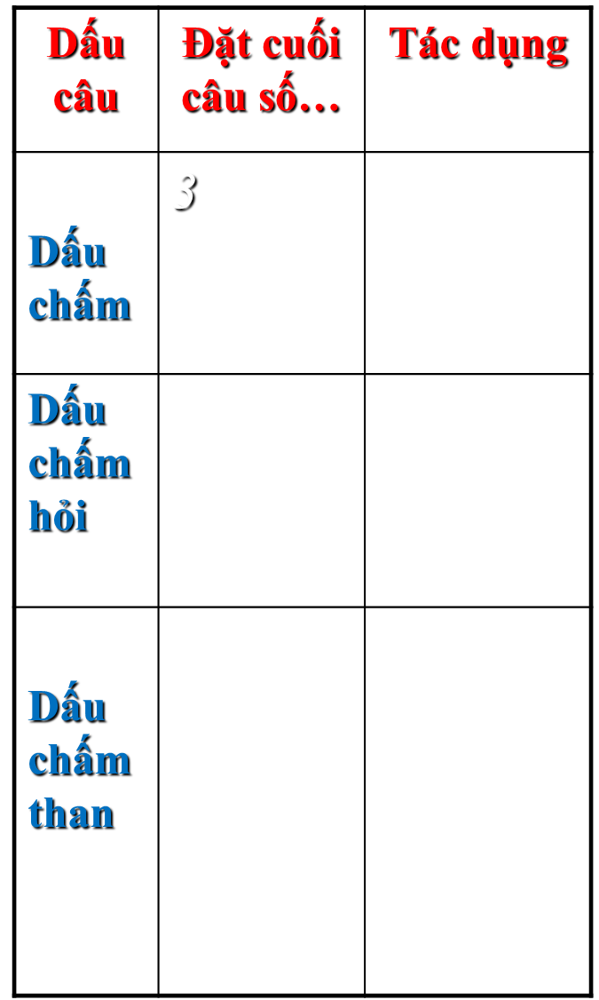 Dấu
câu
Đặt cuối
câu số…
Tác dụng
Dấu
chấm
3
Dấu
chấm
hỏi
Dấu
chấm
than